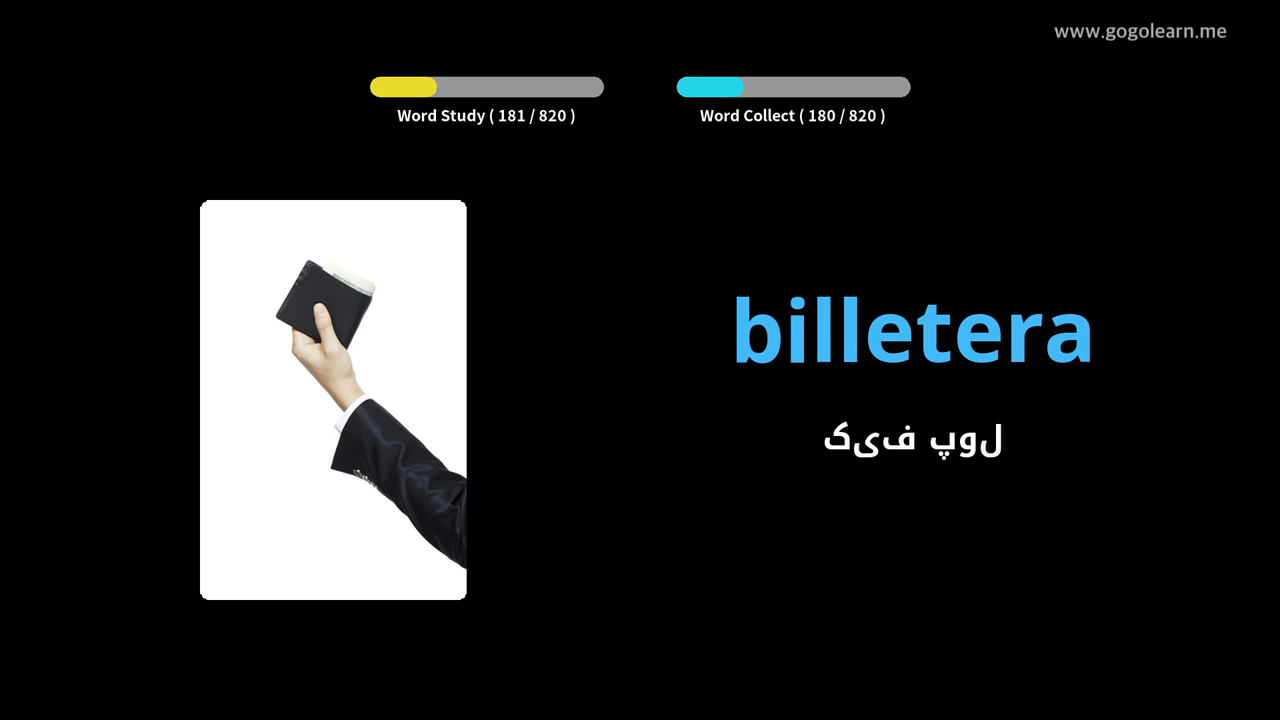 www.gogolearn.me
Word Study ( 181 / 820 )
Word Collect ( 180 / 820 )
billetera
کیف پول